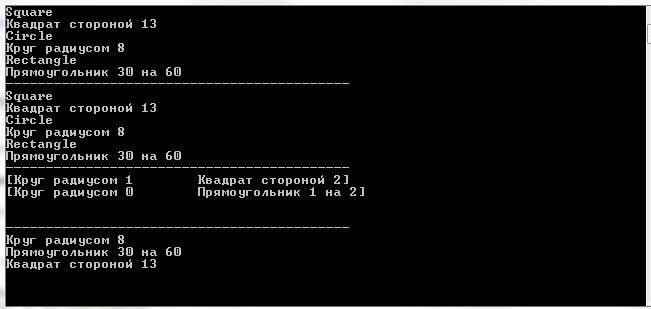 Square
Квадрат стороной 13
Circle
Круг радиусом 8
Rectangle
Прямоугольник 30 на 60
-------------------------------------------
Square
Квадрат стороной 13
Circle
Круг радиусом 8
Rectangle
Прямоугольник 30 на 60
-------------------------------------------
[Круг радиусом 1        Квадрат стороной 2]
[Круг радиусом 0        Прямоугольник 1 на 2]
-------------------------------------------
Круг радиусом 8
Прямоугольник 30 на 60
Квадрат стороной 13